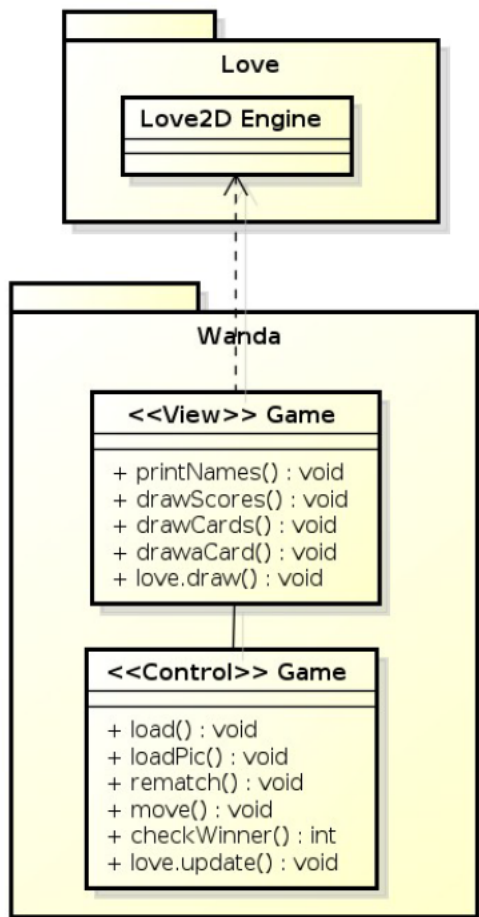 Love
Love2D Engine
Wanda
<<View>> Game
+ printNames() : void
+ drawScores() : void
+ drawCards() : void
+ drawaCard() : void
+ love.draw() : void
<<Control>> Game
+ load() : void
+ loadPic() : void
+ rematch() : void
+ move() : void
+ checkWinner() : int
+ love.update() : void